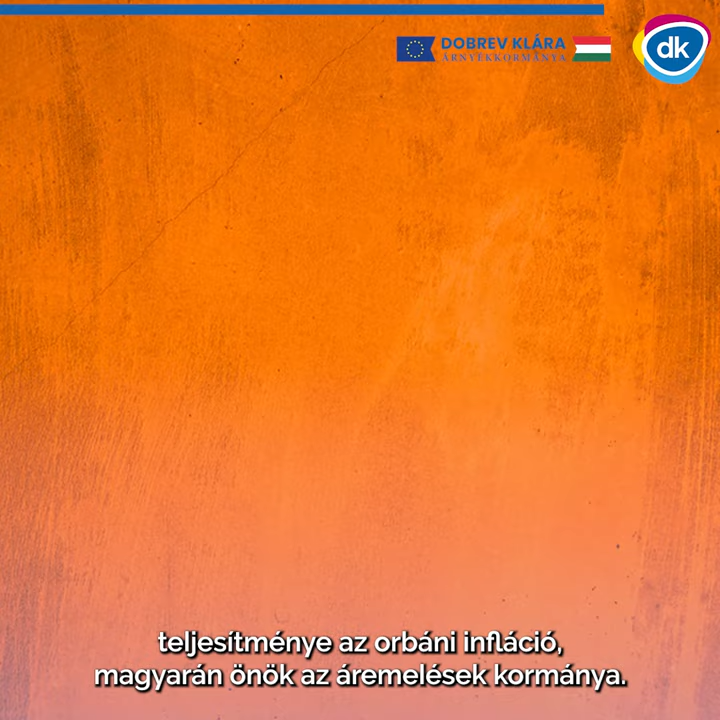 DOBREV KLÁRA
ÁRNYÉKKORMÁNYA
dk
teljesítménye az orbáni infláció,
magyarán önök az áremelések kormánya.